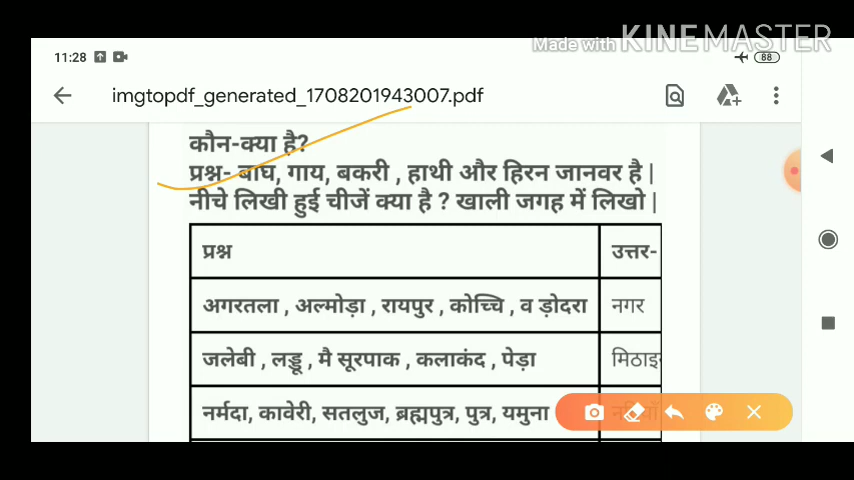 Made with KINEMASTER
11:28
88
imgtopdf_generated_1708201943007.pdf
कौन-क्या है?
प्रश्न- बाघ, गाय, बकरी , हाथी और हिरन जानवर है |
नीचे लिखी हुई चीजें क्या है ? खाली जगह में लिखो |
प्रश्न उत्तर-
अगरतला , अल्मोड़ा , रायपुर , कोच्चि , व ड़ोदरा नगर
जलेबी , लड्डू , मै सूरपाक , कलाकंद , पेड़ा
नर्मदा, कावेरी, सतलुज, ब्रह्मपुत्र, पुत्र, यमुना